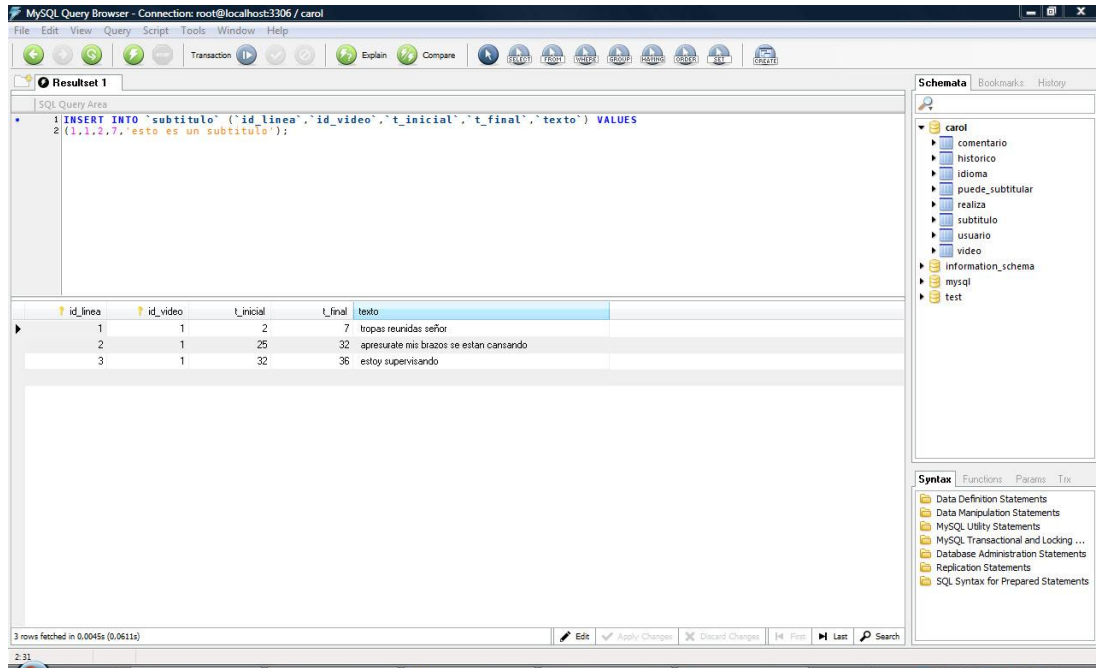 MySQL Query Browser - Connection: root@localhost:3306 / carol
File Edit View Query Script Tools Window Help
Transaction Explain Compare SELECT FROM WHERE GROUP HAVING ORDER SET CREATE
Resultset 1
SQL Query Area
1 INSERT INTO `subtitulo` (`id_linea`,`id_video`,`t_inicial`,`t_final`,`texto`) VALUES
2 (1,1,2,7,'esto es un subtitulo');
id_linea id_video t_inicial t_final texto
1 1 2 7 tropas reunidas señor
2 1 25 32 apresurate mis brazos se estan cansando
3 1 32 36 estoy supervisando
3 rows fetched in 0,0045s (0,0611s)
Edit Apply Changes Discard Changes First Last Search
2:31
Schemata Bookmarks History
carol
comentario
historico
idioma
puede_subtitular
realiza
subtitulo
usuario
video
information_schema
mysql
test
Syntax Functions Params Trx
Data Definition Statements
Data Manipulation Statements
MySQL Utility Statements
MySQL Transactional and Locking ...
Database Administration Statements
Replication Statements
SQL Syntax for Prepared Statements